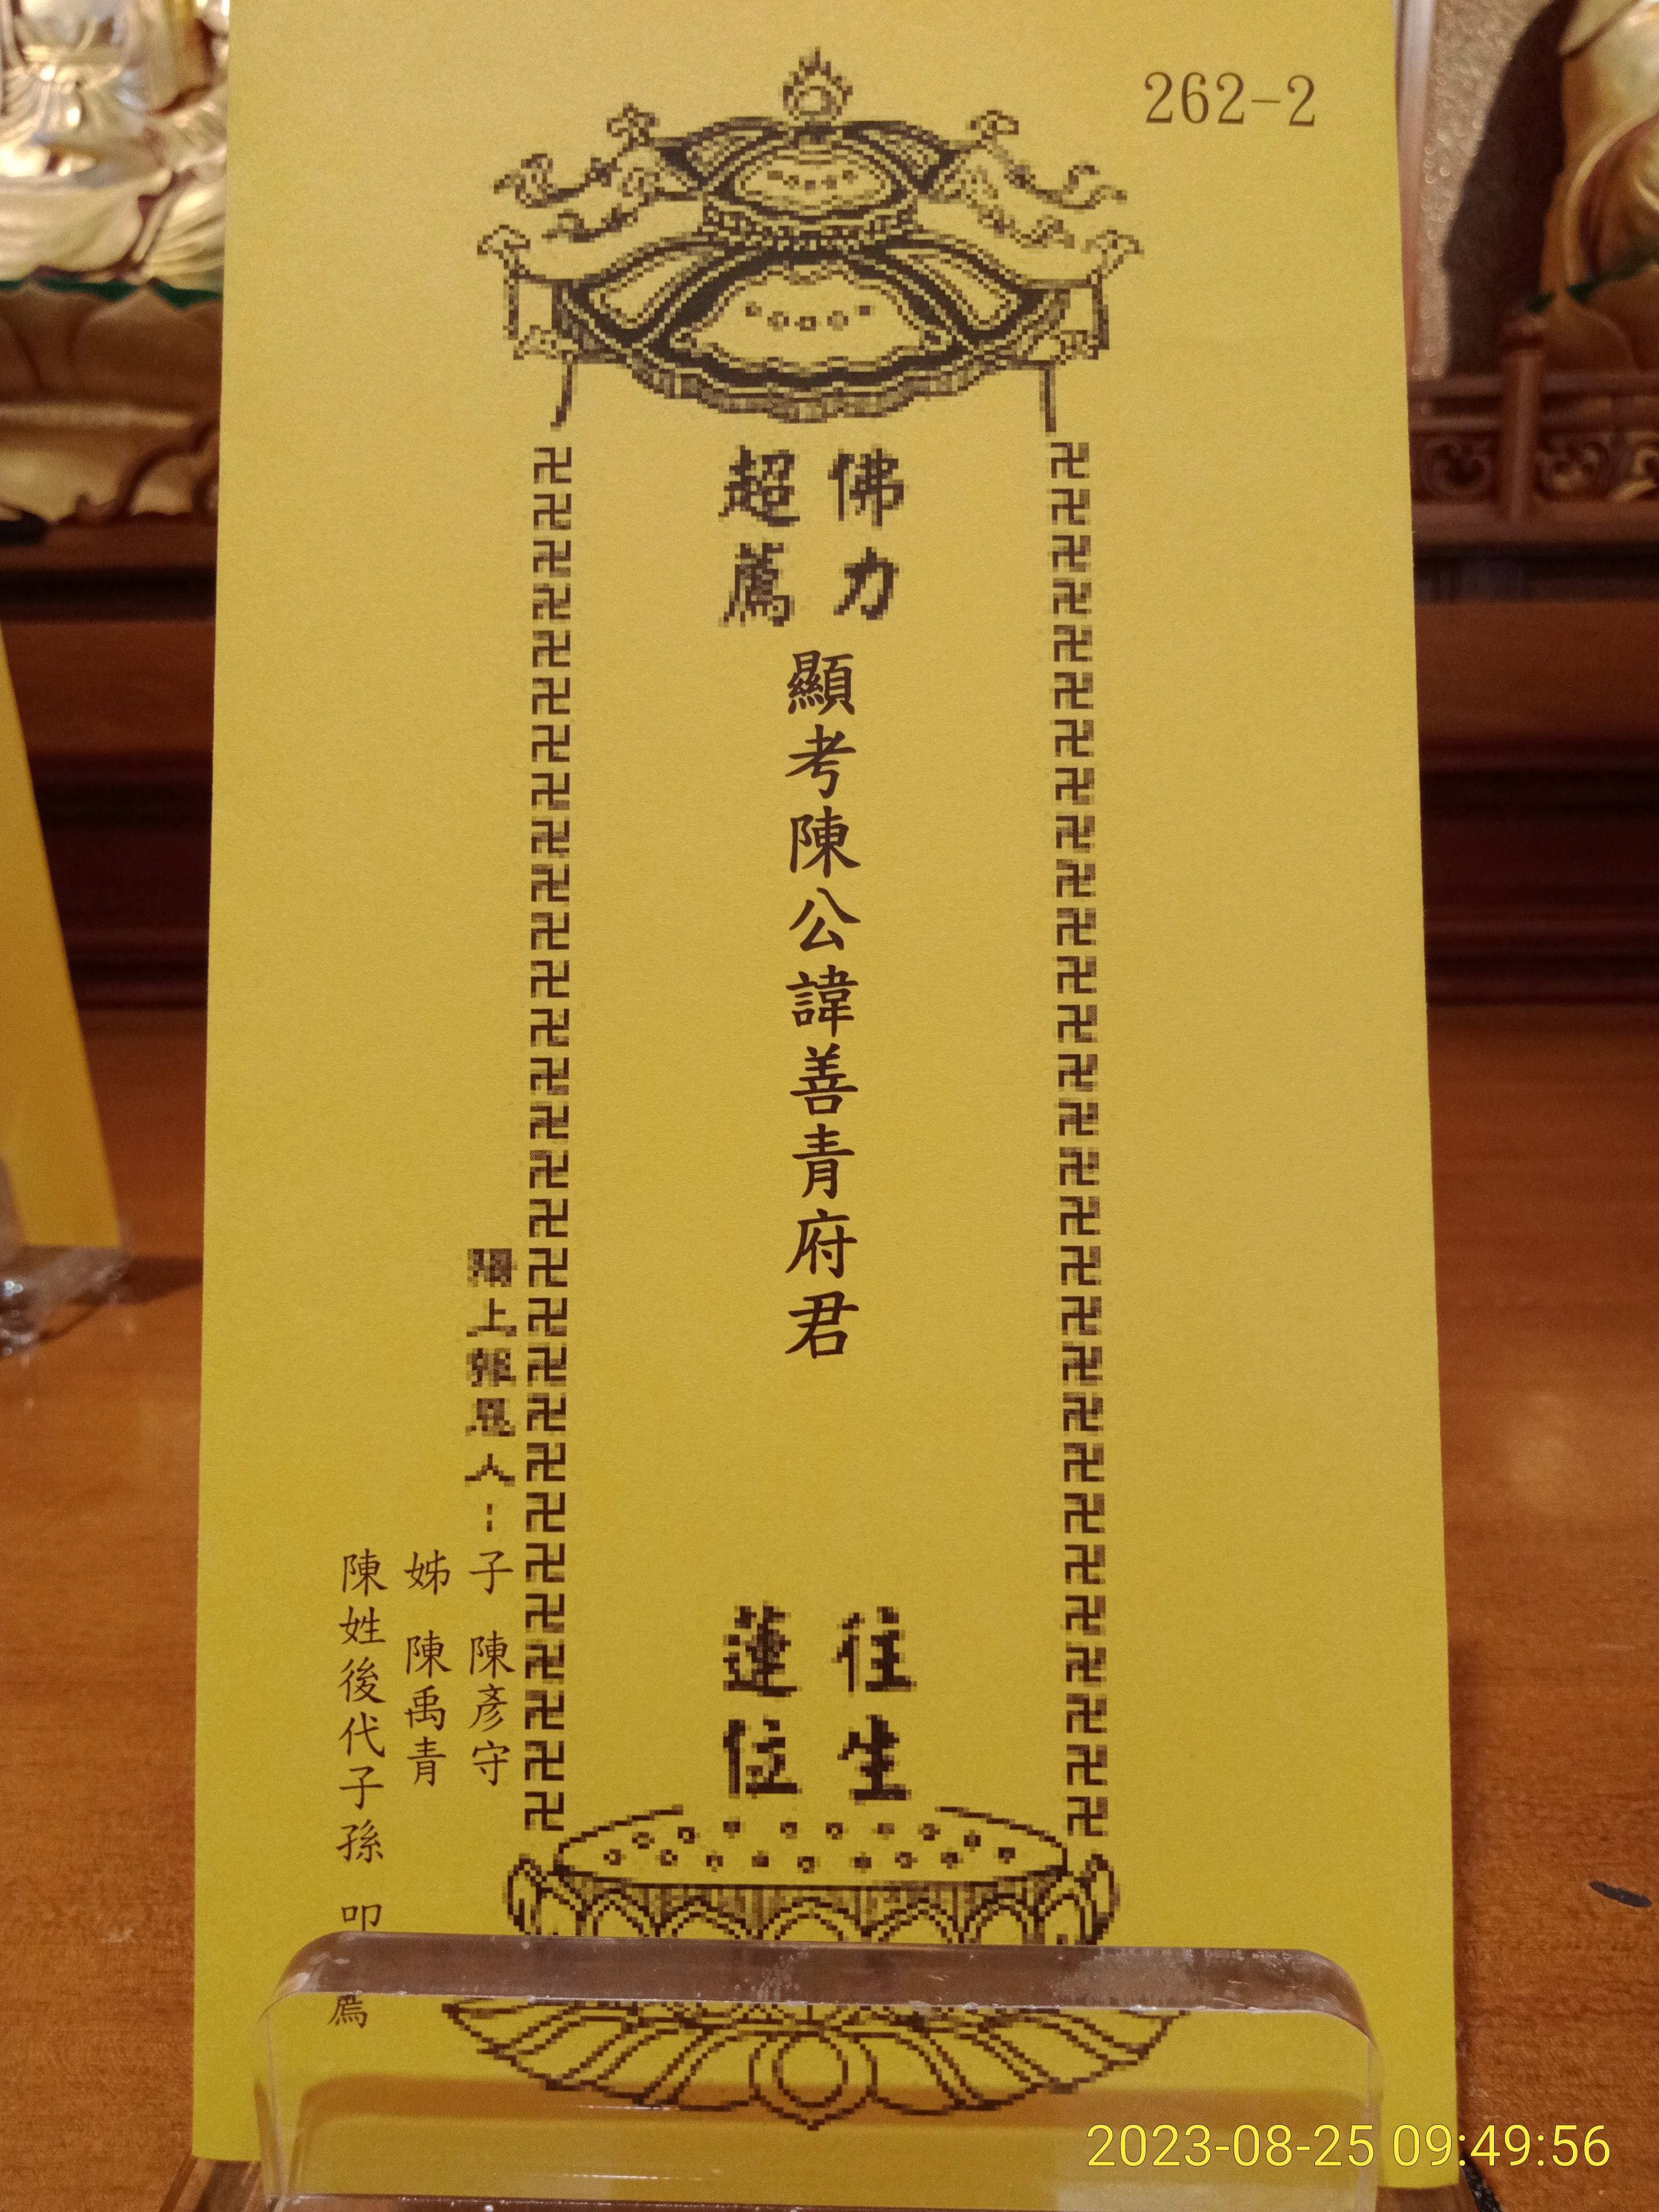 262-2
佛力
超薦
顯考陳公諱善青府君
往生
蓮位
陽上報恩人：子 陳彥守
姊 陳禹青
陳姓後代子孫 叩薦
2023-08-25 09:49:56